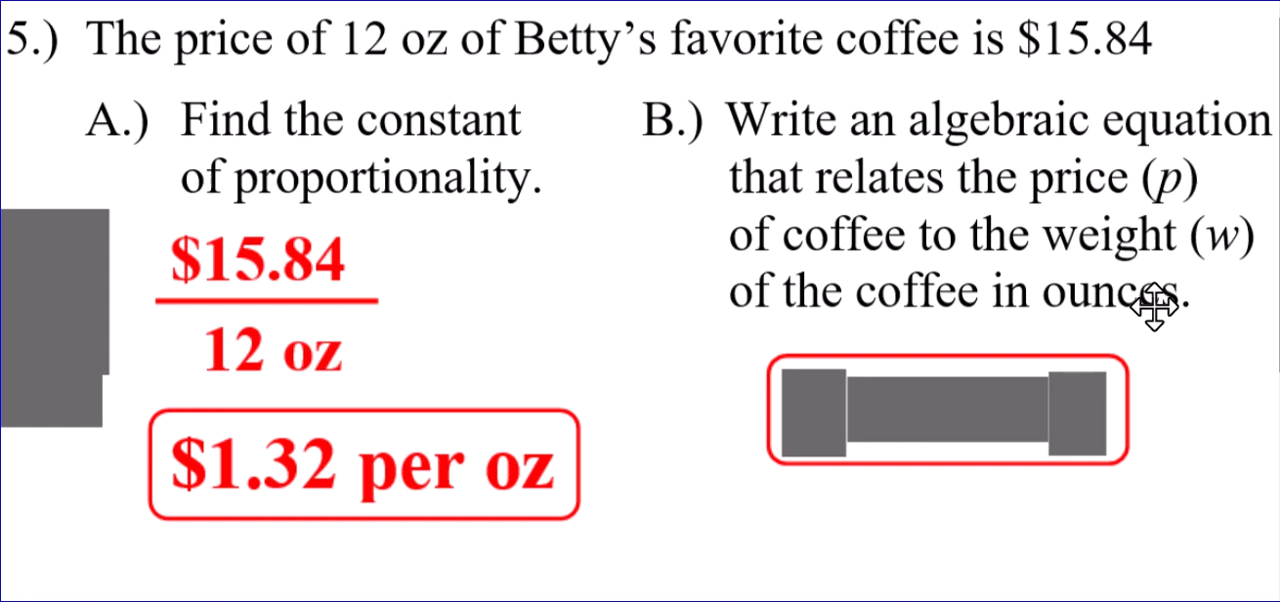 5.) The price of 12 oz of Betty’s favorite coffee is $15.84
A.) Find the constant
of proportionality.
$15.84
12 oz
$1.32 per oz
B.) Write an algebraic equation
that relates the price (p)
of coffee to the weight (w)
of the coffee in ounces.